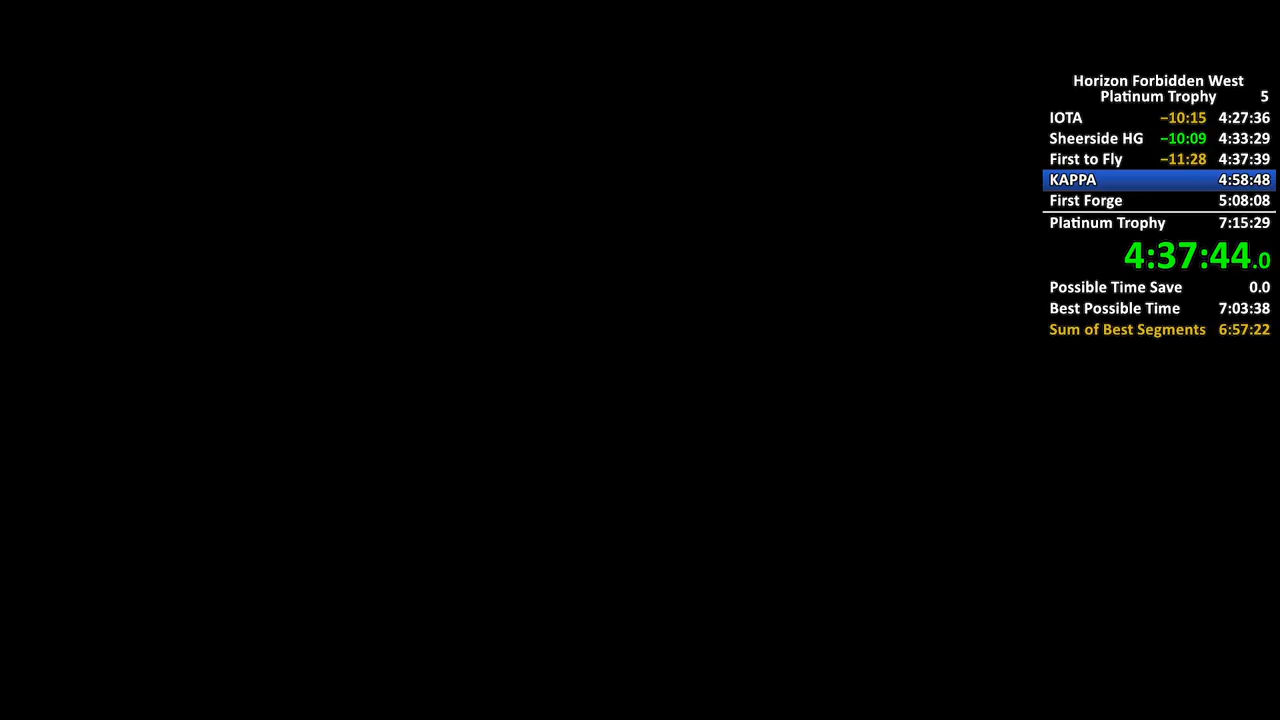 Horizon Forbidden West
Platinum Trophy 5
IOTA −10:15 4:27:36
Sheerside HG −10:09 4:33:29
First to Fly −11:28 4:37:39
KAPPA 4:58:48
First Forge 5:08:08
Platinum Trophy 7:15:29
4:37:44.0
Possible Time Save 0.0
Best Possible Time 7:03:38
Sum of Best Segments 6:57:22